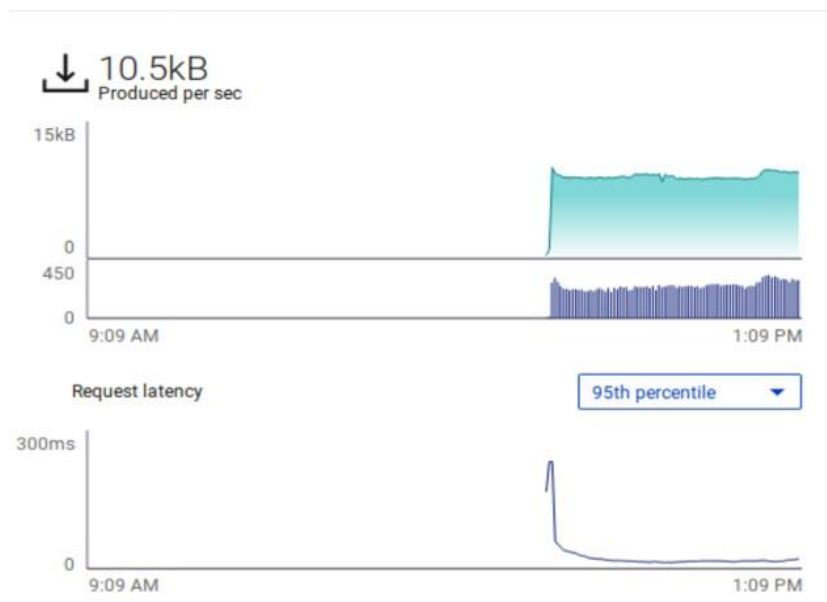 10.5kB
Produced per sec
15kB
0
450
0
9:09 AM 1:09 PM
Request latency 95th percentile
300ms
0
9:09 AM 1:09 PM